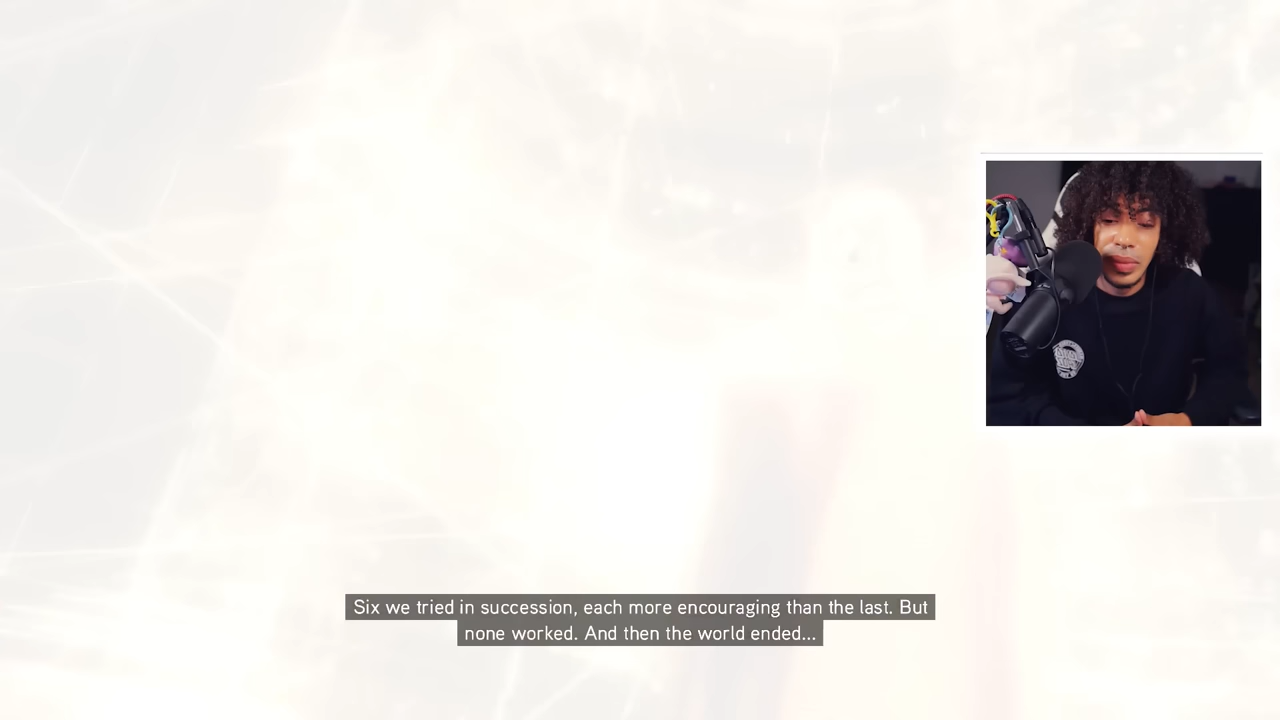 Six we tried in succession, each more encouraging than the last. But
none worked. And then the world ended...